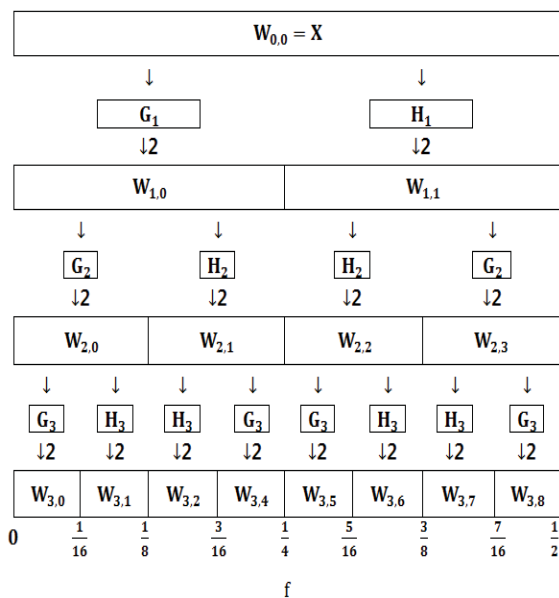 W0,0 = X
↓ ↓
G1 H1
↓2 ↓2
W1,0 W1,1
↓ ↓ ↓ ↓
G2 H2 H2 G2
↓2 ↓2 ↓2 ↓2
W2,0 W2,1 W2,2 W2,3
↓ ↓ ↓ ↓ ↓ ↓ ↓ ↓
G3 H3 H3 G3 G3 H3 H3 G3
↓2 ↓2 ↓2 ↓2 ↓2 ↓2 ↓2 ↓2
W3,0 W3,1 W3,2 W3,4 W3,5 W3,6 W3,7 W3,8
0 1/16 1/8 3/16 1/4 5/16 3/8 7/16 1/2
f